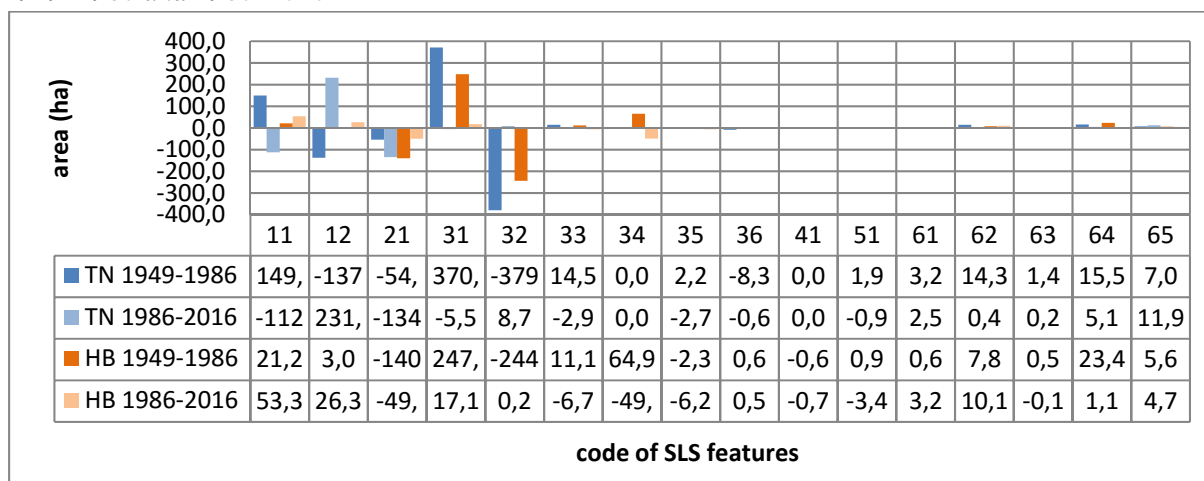 400,0
300,0
200,0
100,0
0,0
-100,0
-200,0
-300,0
-400,0
area (ha)
11 12 21 31 32 33 34 35 36 41 51 61 62 63 64 65
TN 1949-1986 149, -137 -54, 370, -379 14,5 0,0 2,2 -8,3 0,0 1,9 3,2 14,3 1,4 15,5 7,0
TN 1986-2016 -112 231, -134 -5,5 8,7 -2,9 0,0 -2,7 -0,6 0,0 -0,9 2,5 0,4 0,2 5,1 11,9
HB 1949-1986 21,2 3,0 -140 247, -244 11,1 64,9 -2,3 0,6 -0,6 0,9 0,6 7,8 0,5 23,4 5,6
HB 1986-2016 53,3 26,3 -49, 17,1 0,2 -6,7 -49, -6,2 0,5 -0,7 -3,4 3,2 10,1 -0,1 1,1 4,7
code of SLS features